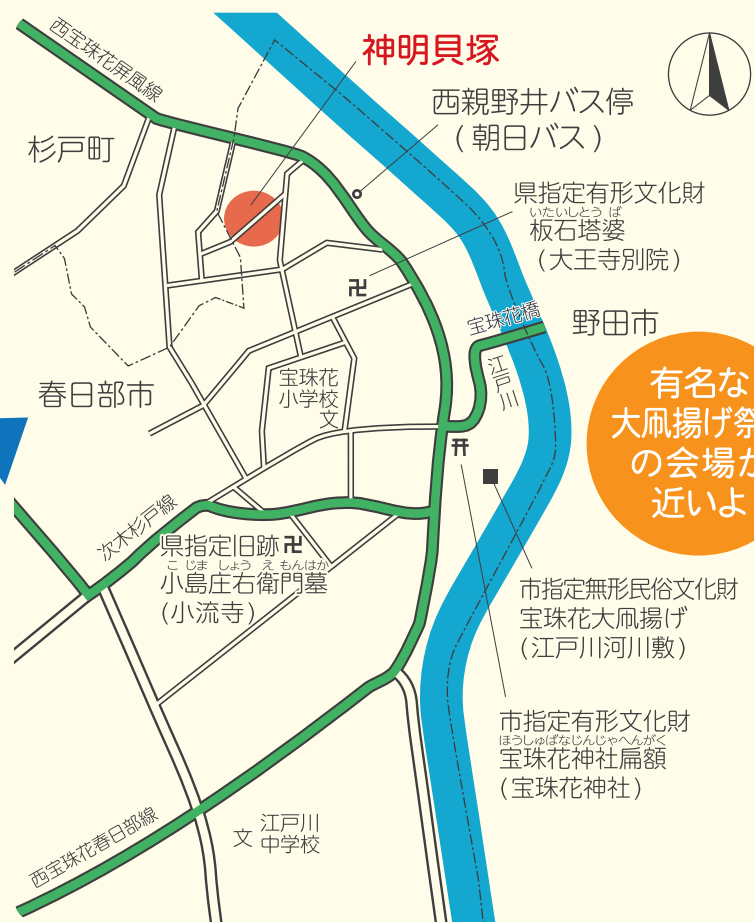 西宝珠花屏風線
神明貝塚
西親野井バス停
(朝日バス)
杉戸町
県指定有形文化財
いたいしとうば
板石塔婆
(大王寺別院)
卍
宝珠花橋
野田市
江戸川
有名な
大凧揚げ祭
の会場が
近いよ
春日部市
宝珠花
小学校
文
次木杉戸線
県指定旧跡 卍
こじましょうえもんはか
小島庄右衛門墓
(小流寺)
市指定無形民俗文化財
宝珠花大凧揚げ
(江戸川河川敷)
市指定有形文化財
ほうしゅばなじんじゃへんがく
宝珠花神社扁額
(宝珠花神社)
西宝珠花春日部線
文 江戸川
中学校